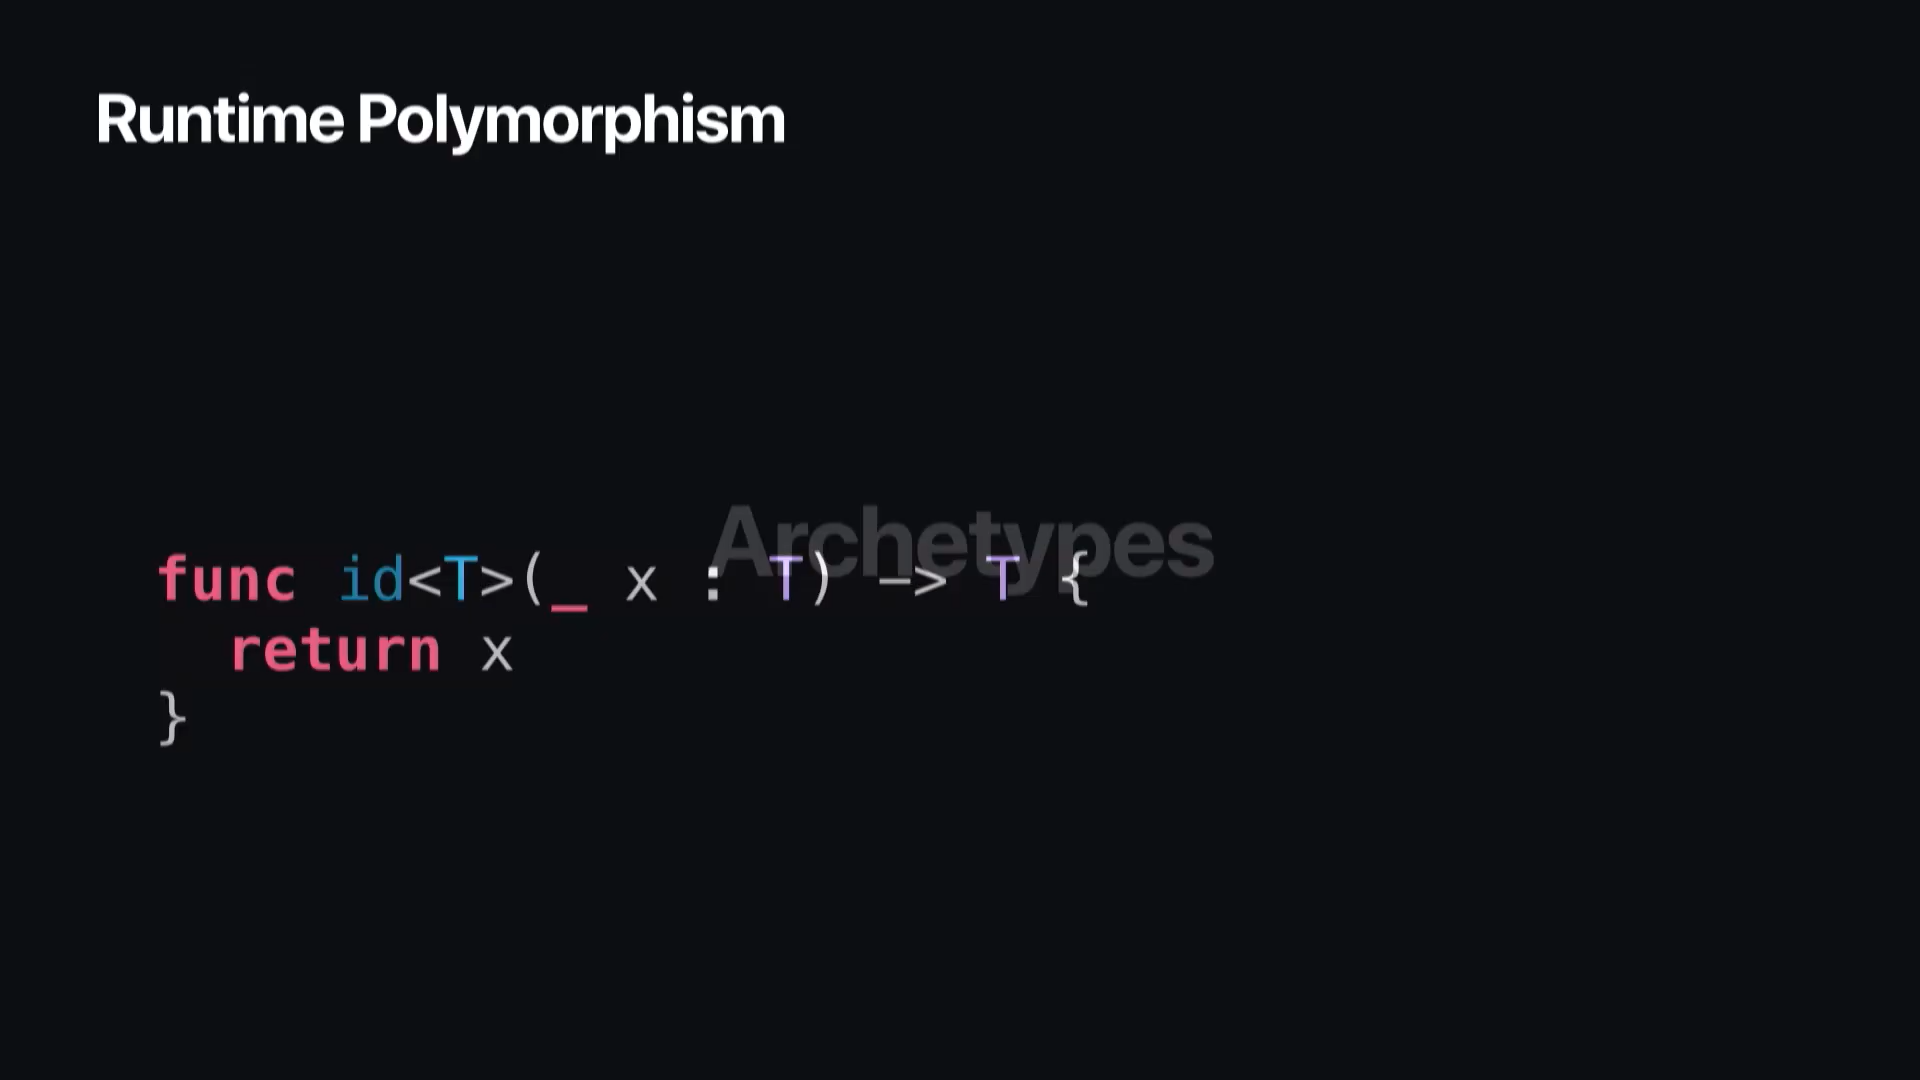 Runtime Polymorphism
Archetypes
func id<T>(_ x : T) -> T {
  return x
}